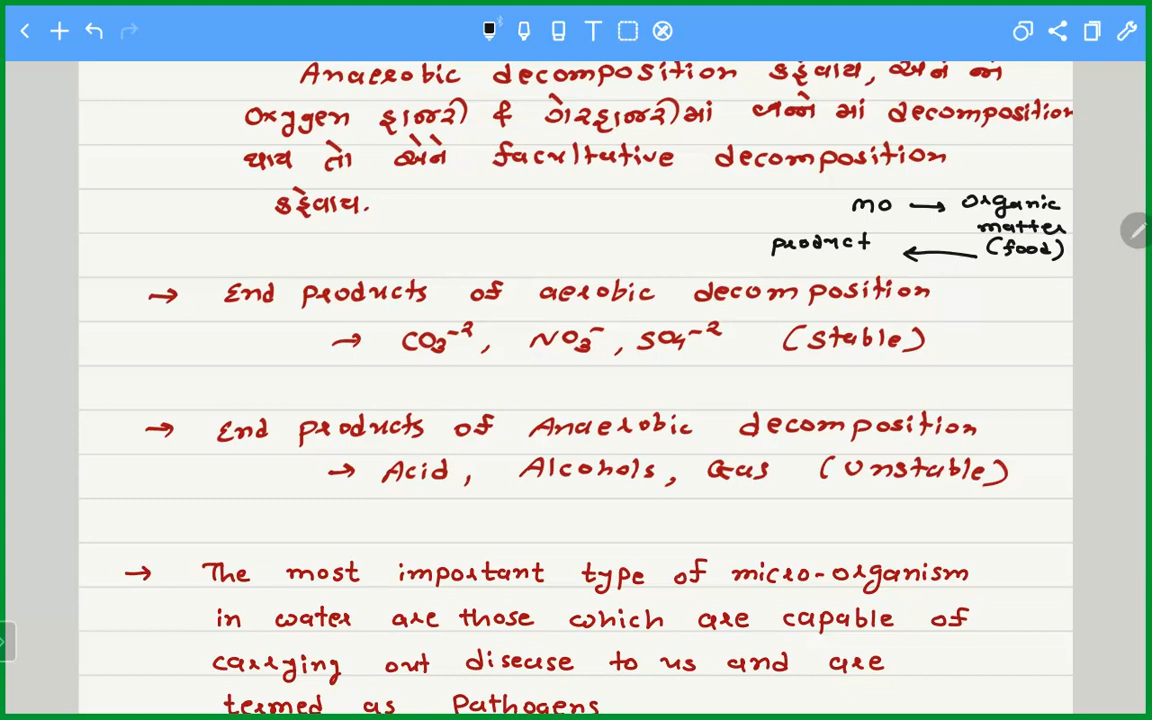 Anaerobic decomposition કહેવાય, અને જો
Oxygen હાજરી & ગેરહાજરીમાં બંને માં decomposition
થાય તો એને facultative decomposition
કહેવાય.
mo → organic
matter
product ← (food)
→ End products of aerobic decomposition
→ CO₃⁻², NO₃⁻, SO₄⁻² (stable)
→ End products of Anaerobic decomposition
→ Acid, Alcohols, Gas (Unstable)
→ The most important type of micro-organism
in water are those which are capable of
carrying out disease to us and are
termed as Pathogens